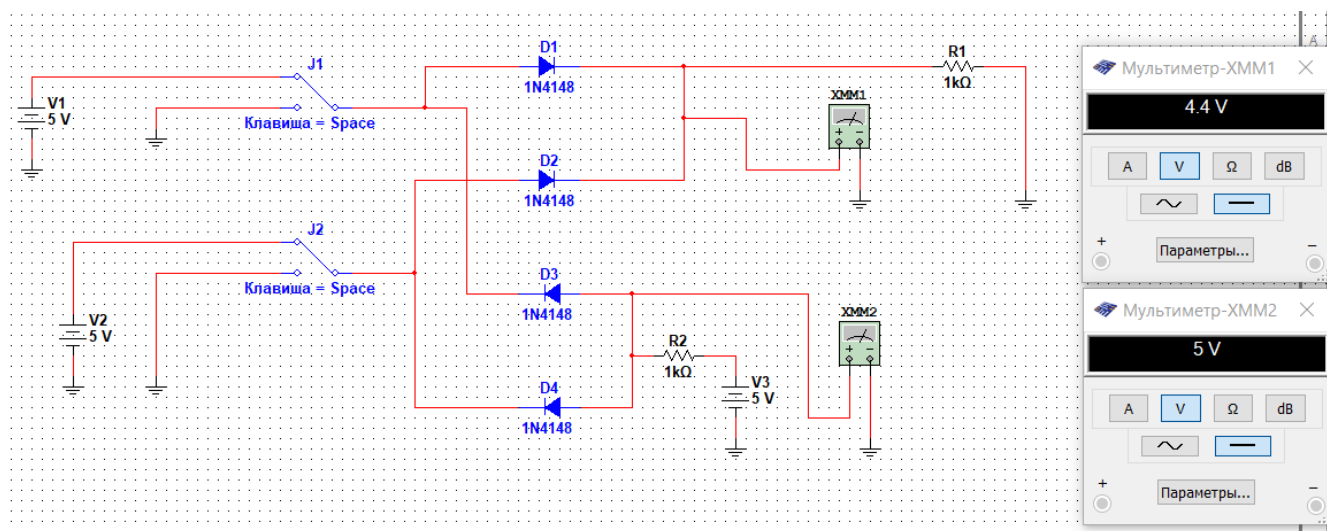 J1
V1
5 V
Клавиша = Space
D1
1N4148
R1
1kΩ
XMM1
+ −
D2
1N4148
J2
Клавиша = Space
V2
5 V
D3
1N4148
XMM2
+ −
R2
1kΩ
V3
5 V
D4
1N4148
A
Мультиметр-XMM1
4.4 V
A V Ω dB
+ Параметры... −
Мультиметр-XMM2
5 V
A V Ω dB
+ Параметры... −